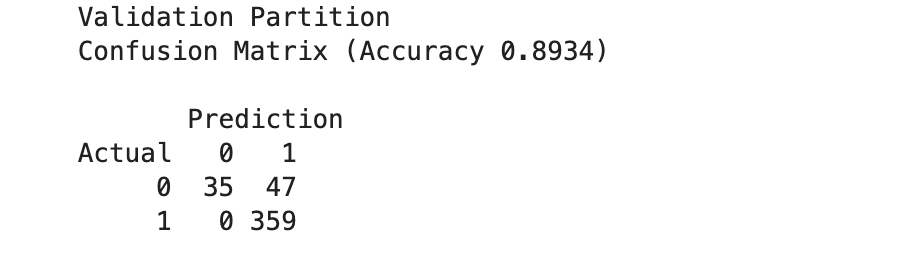 Validation Partition
Confusion Matrix (Accuracy 0.8934)
Prediction
Actual 0 1
0 35 47
1 0 359